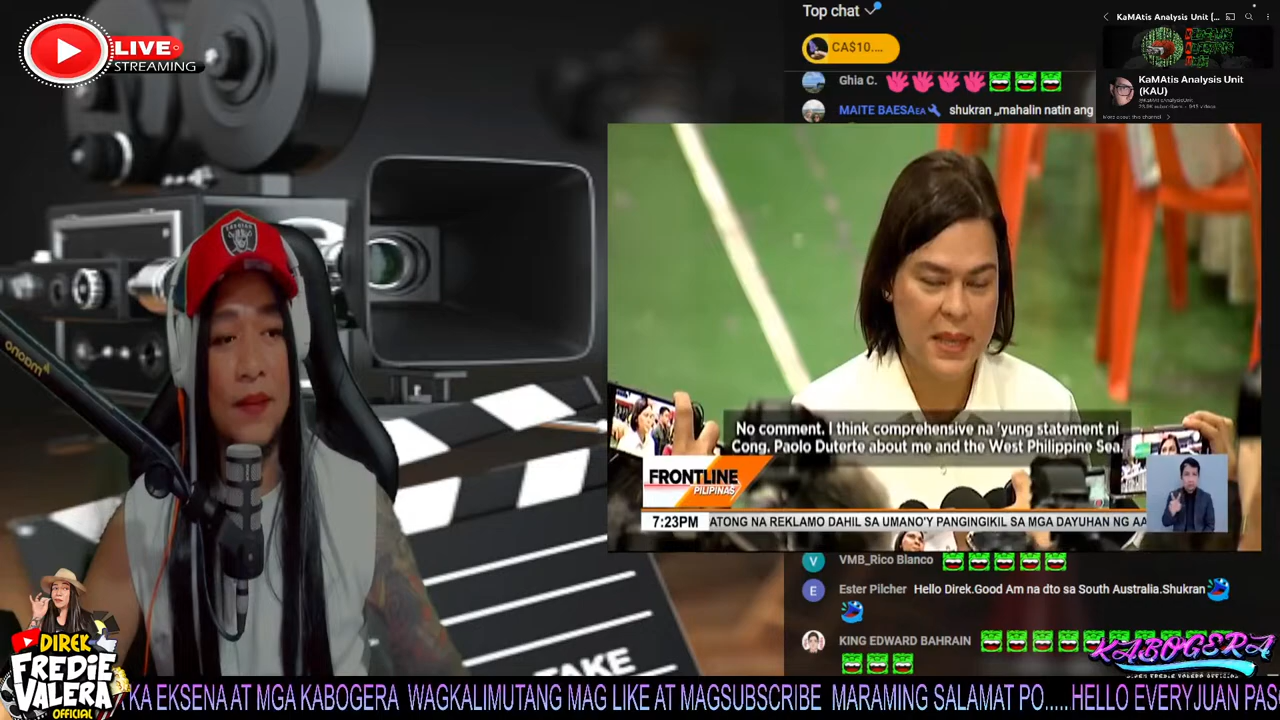 LIVE
STREAMING
Top chat
CA$10....
Ghia C.
MAITE BAESA shukran ,,mahalin natin ang
KaMAtis Analysis Unit (...
KaMAtis Analysis Unit
(KAU)
maono
No comment. I think comprehensive na 'yung statement ni
Cong. Paolo Duterte about me and the West Philippine Sea.
FRONTLINE
PILIPINAS
7:23PM ATONG NA REKLAMO DAHIL SA UMANO'Y PANGINGIKIL SA MGA DAYUHAN NG AA
V VMB_Rico Blanco
E Ester Pilcher Hello Direk.Good Am na dto sa South Australia.Shukran
KING EDWARD BAHRAIN
KABOGERA
TAKE
DIREK
FREDIE
VALERA
OFFICIAL
KA EKSENA AT MGA KABOGERA WAGKALIMUTANG MAG LIKE AT MAGSUBSCRIBE MARAMING SALAMAT PO.....HELLO EVERYJUAN PAS